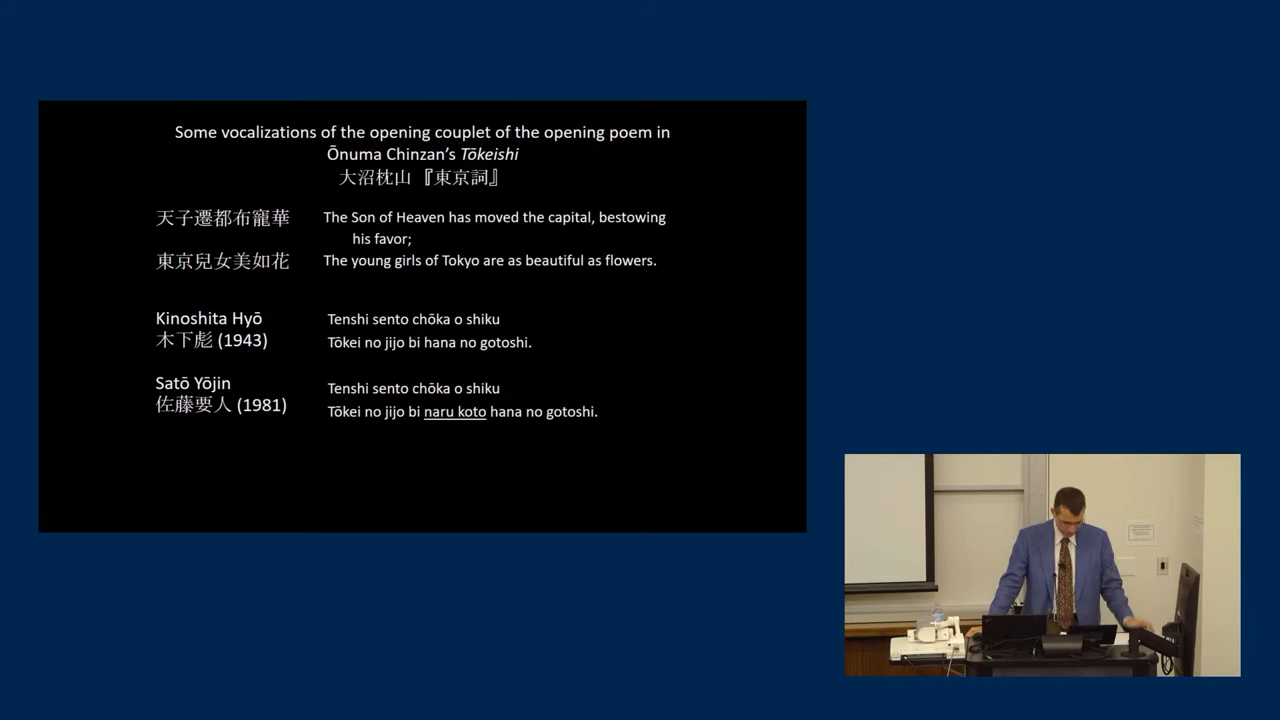 Some vocalizations of the opening couplet of the opening poem in
Ōnuma Chinzan’s Tōkeishi
大沼枕山 『東京詞』
天子遷都布寵華
The Son of Heaven has moved the capital, bestowing
his favor;
東京兒女美如花
The young girls of Tokyo are as beautiful as flowers.
Kinoshita Hyō
木下彪 (1943)
Tenshi sento chōka o shiku
Tōkei no jijo bi hana no gotoshi.
Satō Yōjin
佐藤要人 (1981)
Tenshi sento chōka o shiku
Tōkei no jijo bi naru koto hana no gotoshi.